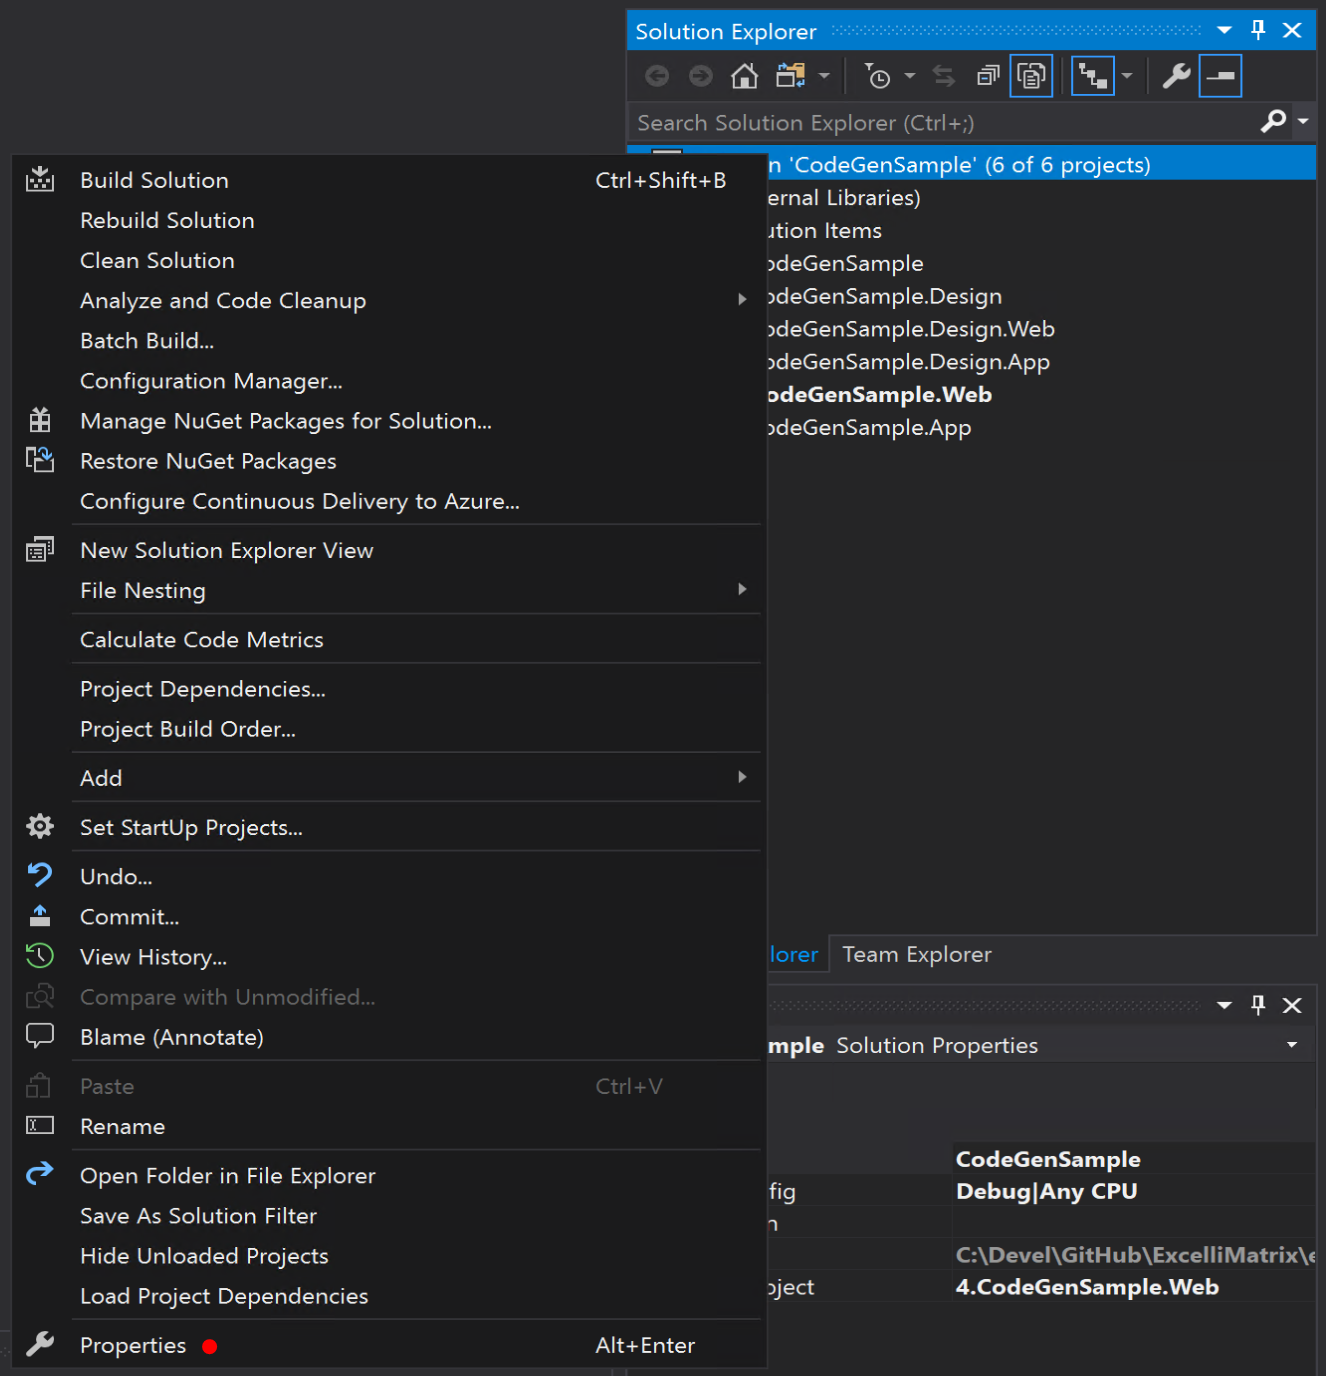 Solution Explorer
Search Solution Explorer (Ctrl+;)
n 'CodeGenSample' (6 of 6 projects)
ernal Libraries)
ution Items
odeGenSample
odeGenSample.Design
odeGenSample.Design.Web
odeGenSample.Design.App
odeGenSample.Web
odeGenSample.App
Build Solution Ctrl+Shift+B
Rebuild Solution
Clean Solution
Analyze and Code Cleanup
Batch Build...
Configuration Manager...
Manage NuGet Packages for Solution...
Restore NuGet Packages
Configure Continuous Delivery to Azure...
New Solution Explorer View
File Nesting
Calculate Code Metrics
Project Dependencies...
Project Build Order...
Add
Set StartUp Projects...
Undo...
Commit...
View History...
Compare with Unmodified...
Blame (Annotate)
Paste Ctrl+V
Rename
Open Folder in File Explorer
Save As Solution Filter
Hide Unloaded Projects
Load Project Dependencies
Properties Alt+Enter
lorer Team Explorer
mple Solution Properties
CodeGenSample
fig Debug|Any CPU
n
C:\Devel\GitHub\ExcelliMatrix\e
oject 4.CodeGenSample.Web